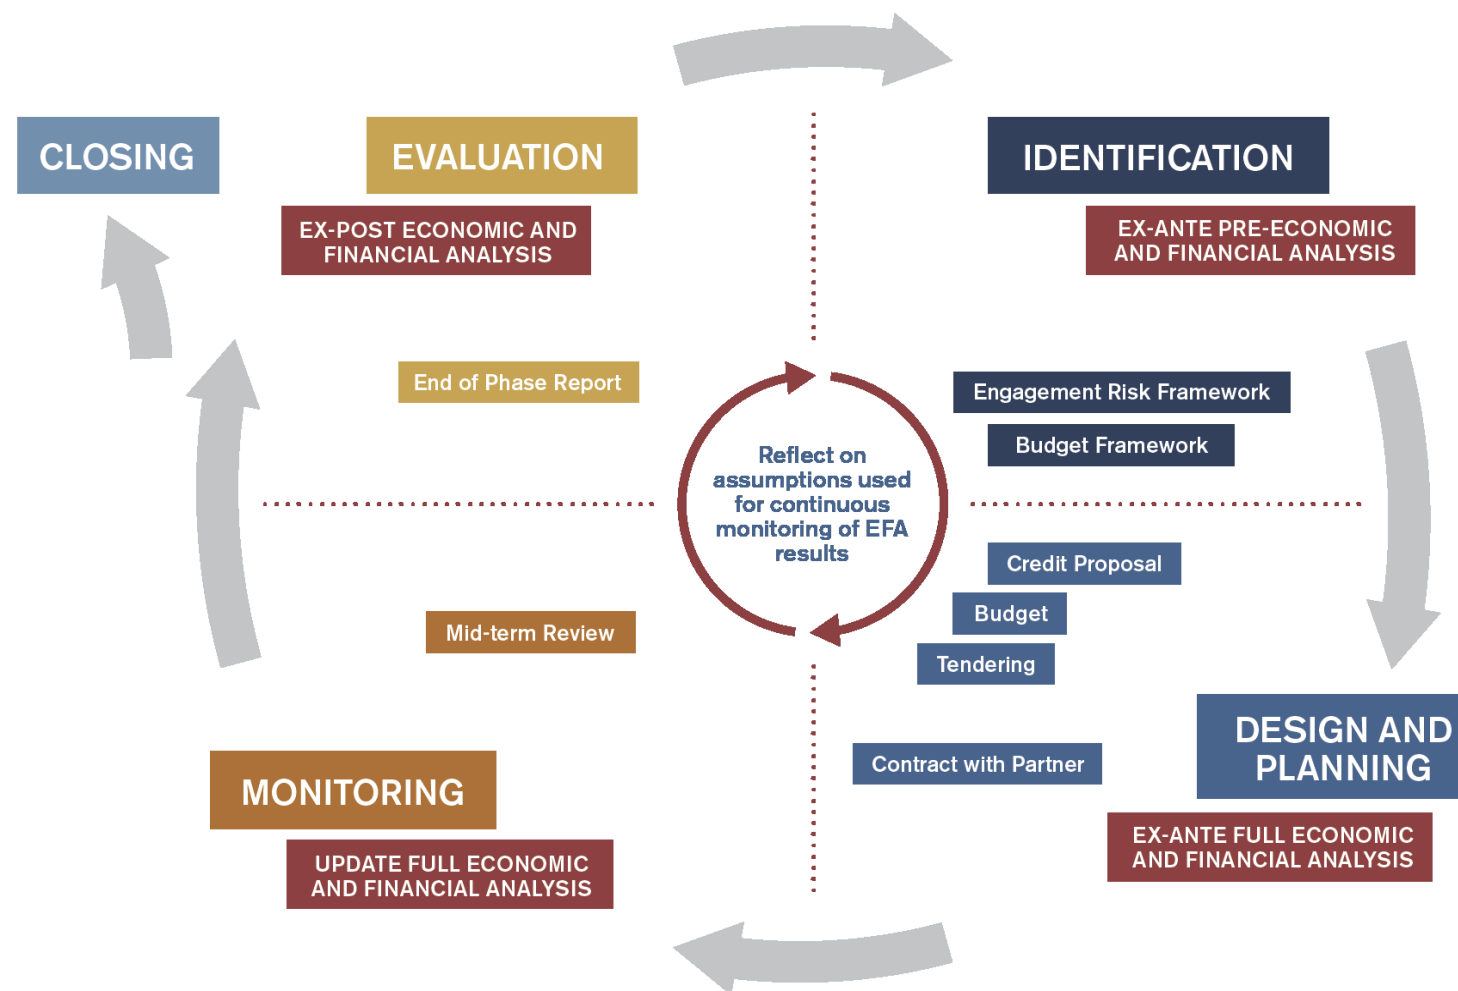 CLOSING
EVALUATION
EX-POST ECONOMIC AND
FINANCIAL ANALYSIS
IDENTIFICATION
EX-ANTE PRE-ECONOMIC
AND FINANCIAL ANALYSIS
End of Phase Report
Engagement Risk Framework
Budget Framework
Reflect on
assumptions used
for continuous
monitoring of EFA
results
Credit Proposal
Budget
Tendering
Contract with Partner
DESIGN AND
PLANNING
EX-ANTE FULL ECONOMIC
AND FINANCIAL ANALYSIS
Mid-term Review
MONITORING
UPDATE FULL ECONOMIC
AND FINANCIAL ANALYSIS